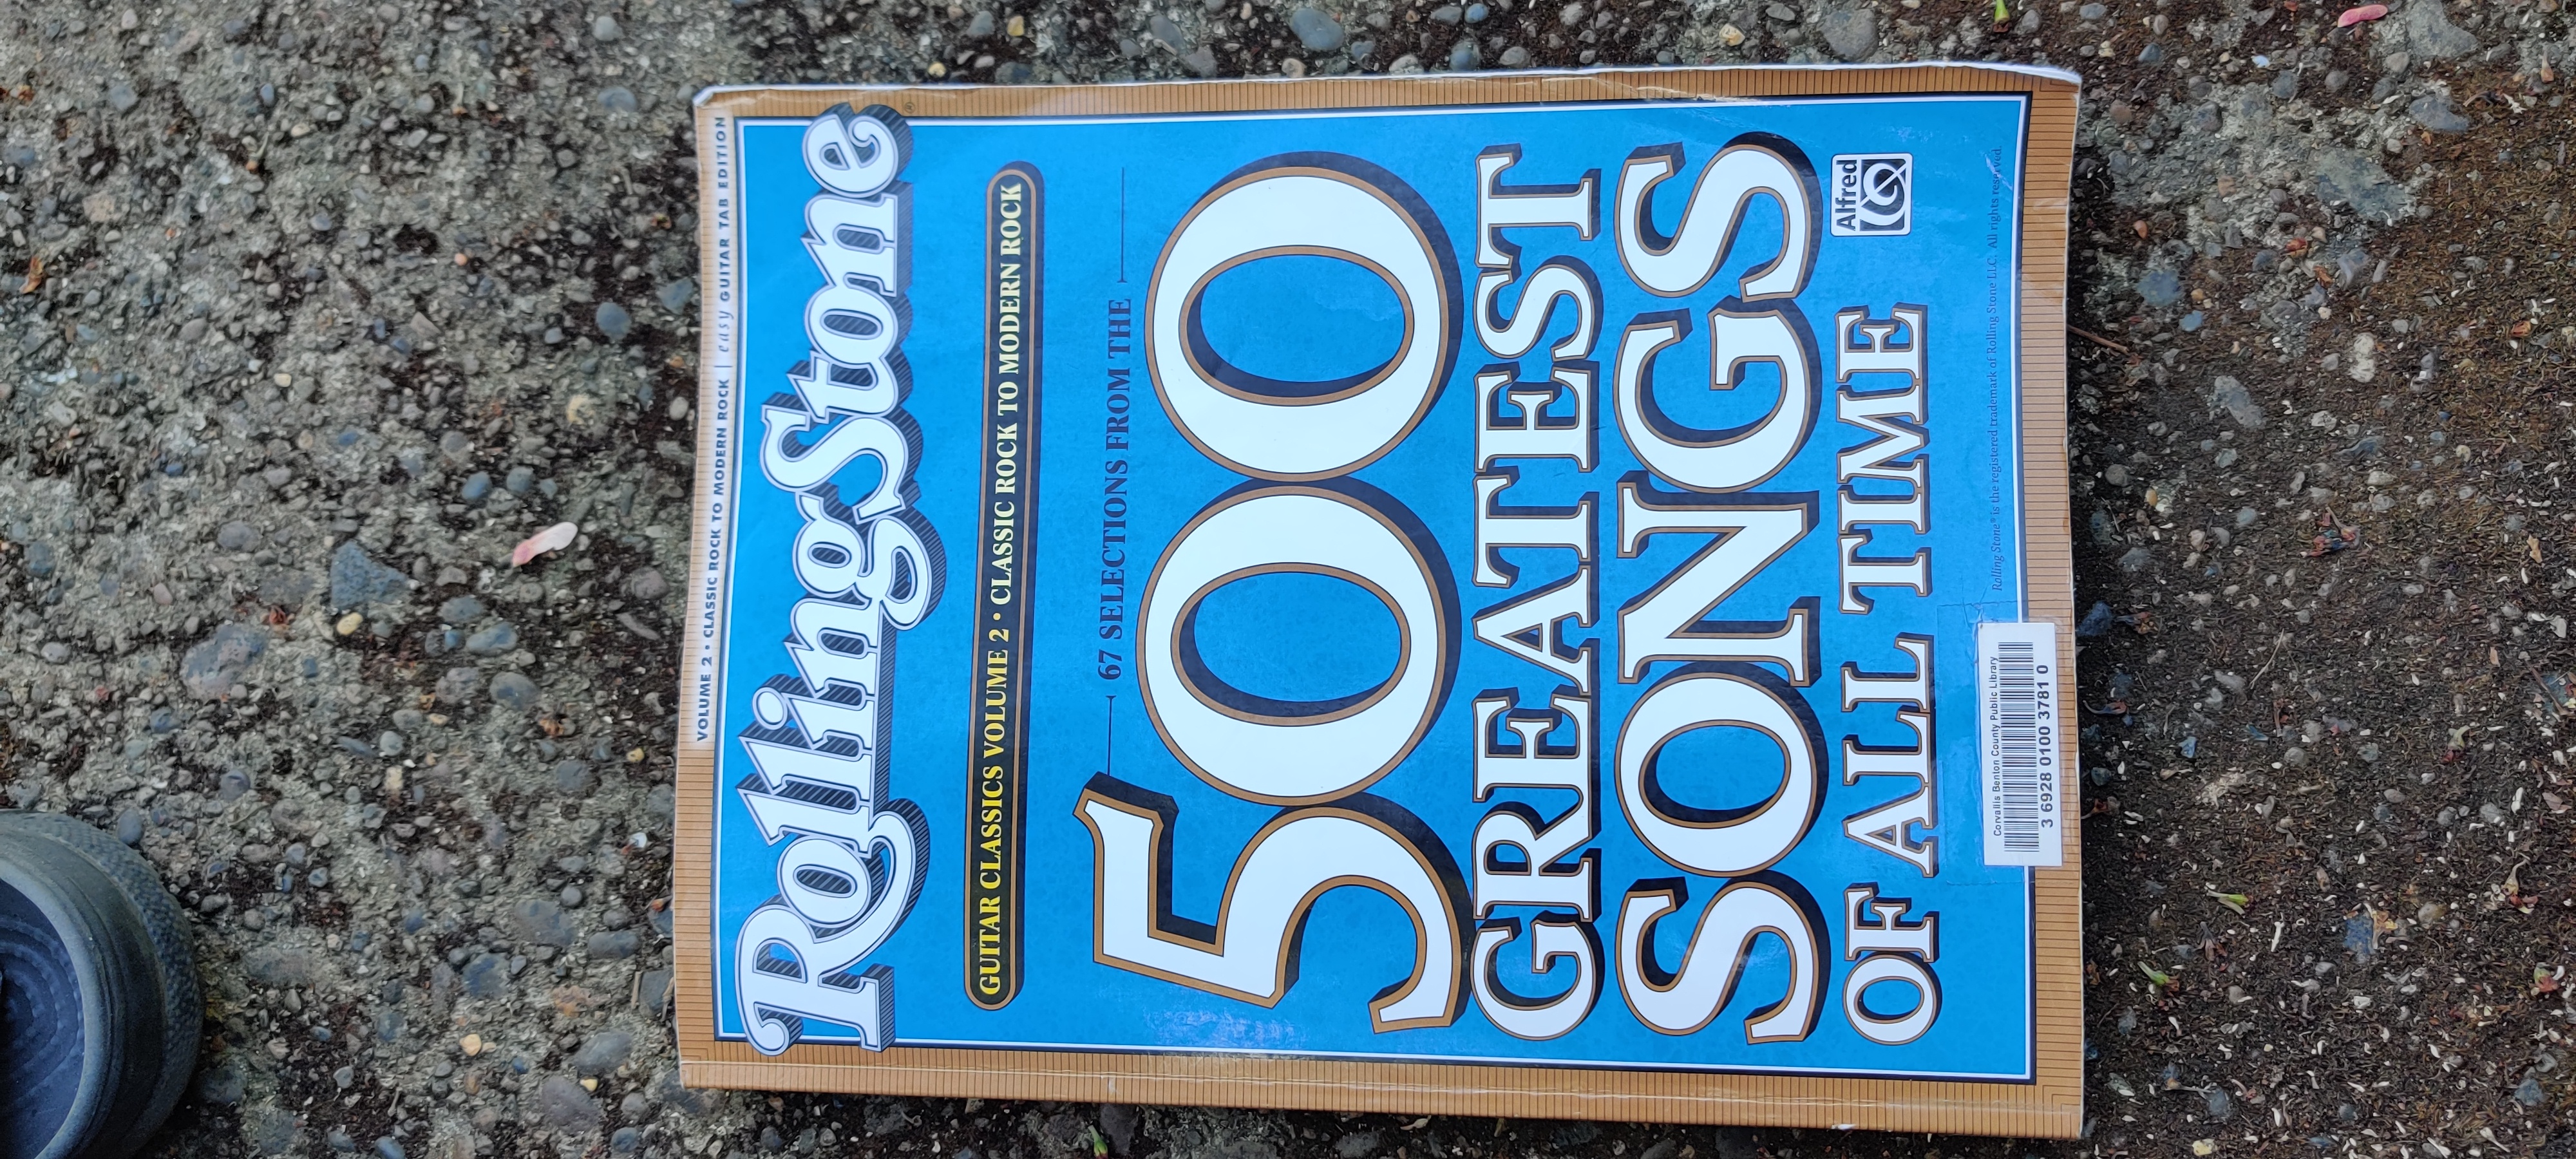 VOLUME 2 • CLASSIC ROCK TO MODERN ROCK | easy GUITAR TAB EDITION
RollingStone®
GUITAR CLASSICS VOLUME 2 • CLASSIC ROCK TO MODERN ROCK
67 SELECTIONS FROM THE
500
GREATEST
SONGS
OF ALL TIME
Alfred
Corvallis Benton County Public Library
3 6928 0100 3781 0
Rolling Stone® is the registered trademark of Rolling Stone LLC. All rights reserved.